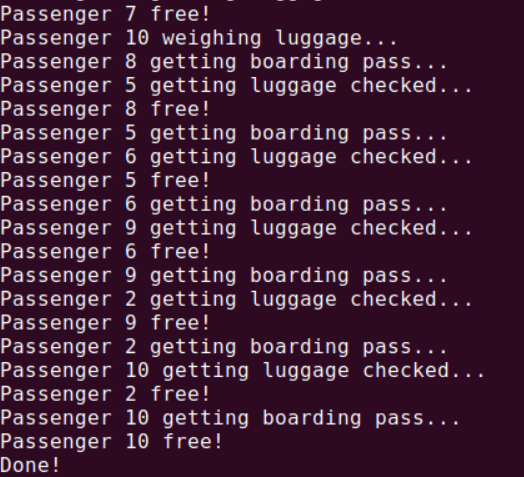 Passenger 7 free!
Passenger 10 weighing luggage...
Passenger 8 getting boarding pass...
Passenger 5 getting luggage checked...
Passenger 8 free!
Passenger 5 getting boarding pass...
Passenger 6 getting luggage checked...
Passenger 5 free!
Passenger 6 getting boarding pass...
Passenger 9 getting luggage checked...
Passenger 6 free!
Passenger 9 getting boarding pass...
Passenger 2 getting luggage checked...
Passenger 9 free!
Passenger 2 getting boarding pass...
Passenger 10 getting luggage checked...
Passenger 2 free!
Passenger 10 getting boarding pass...
Passenger 10 free!
Done!